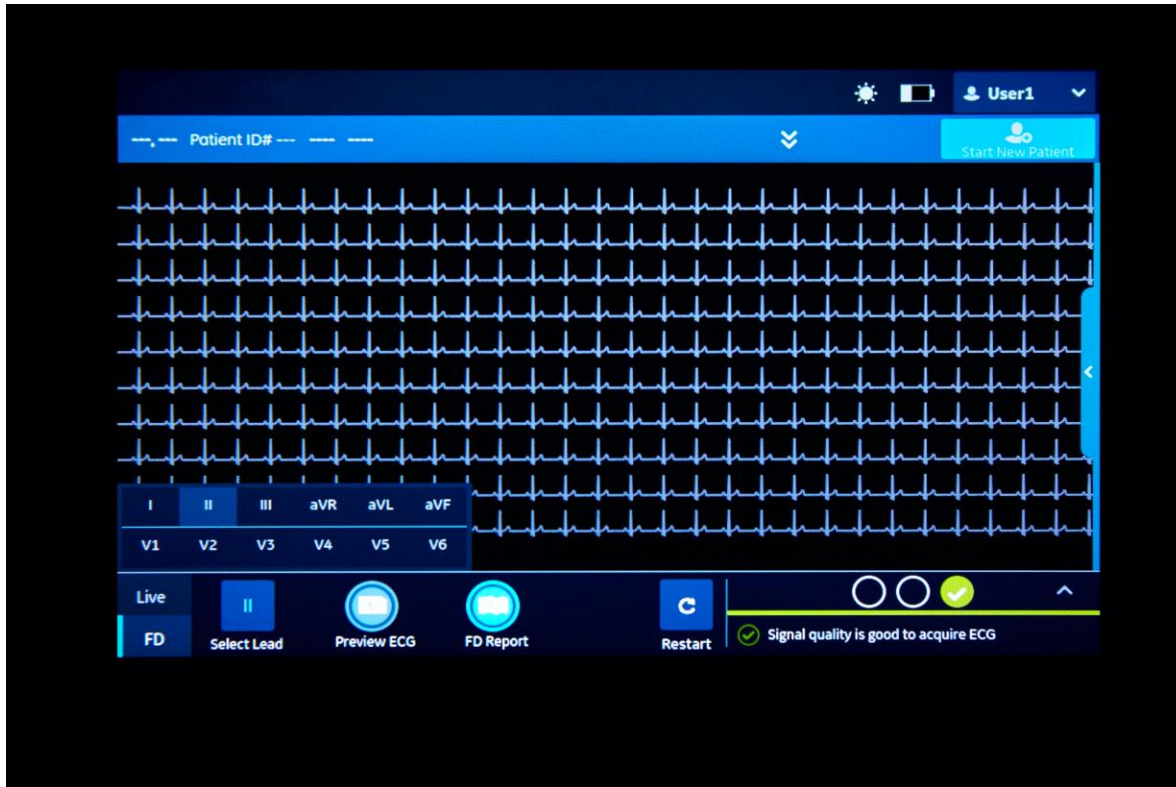 User1
---, --- Patient ID# --- ---- ----
Start New Patient
I II III aVR aVL aVF
V1 V2 V3 V4 V5 V6
Live
II
FD
Select Lead
Preview ECG
FD Report
Restart
Signal quality is good to acquire ECG